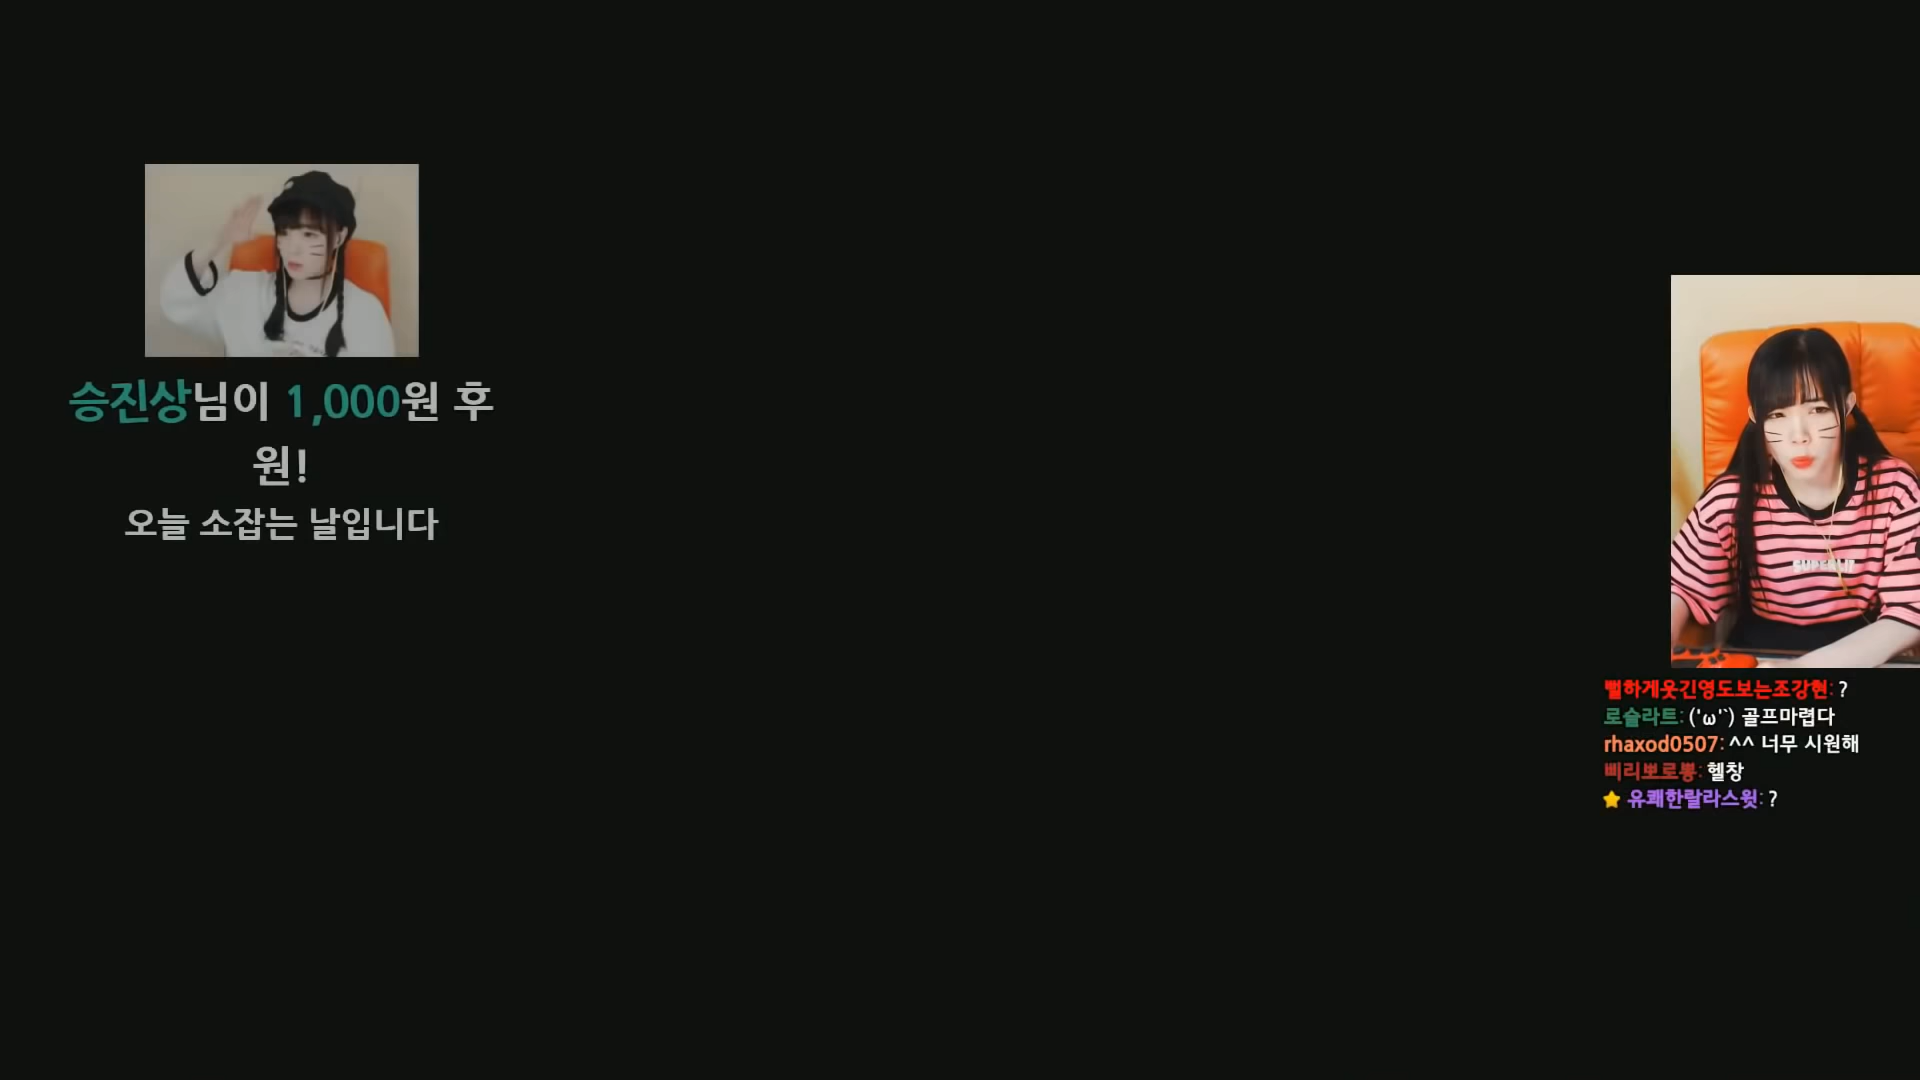 승진상님이 1,000원 후
원!
오늘 소잡는 날입니다
SUPERLIT
뻘하게웃긴영도보는조강현: ?
로슬라트: ('ω'`) 골프마렵다
rhaxod0507: ^^ 너무 시원해
삐리뽀로뽕: 헬창
유쾌한랄라스윗: ?